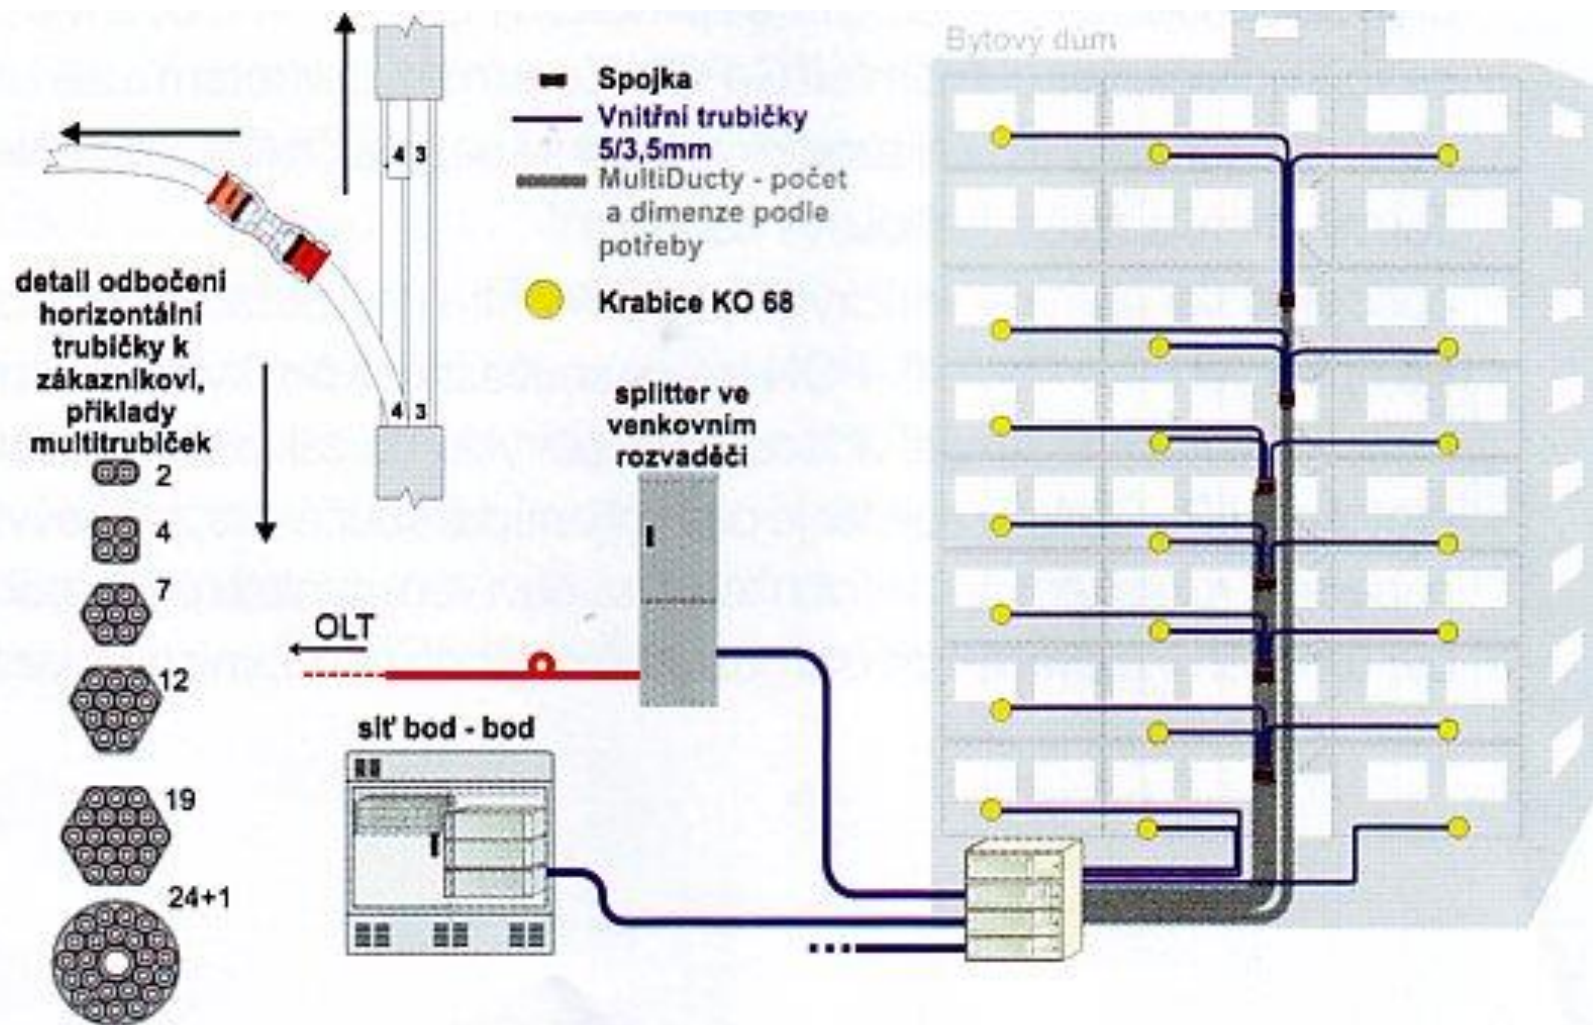 Bytový dům
Spojka
Vnitřní trubičky
5/3,5mm
MultiDucty - počet
a dimenze podle
potřeby
Krabice KO 68
4 3
4 3
detail odbočení
horizontální
trubičky k
zákazníkovi,
příklady
multitrubiček
2
4
7
12
19
24+1
splitter ve
venkovním
rozvaděči
OLT
síť bod - bod